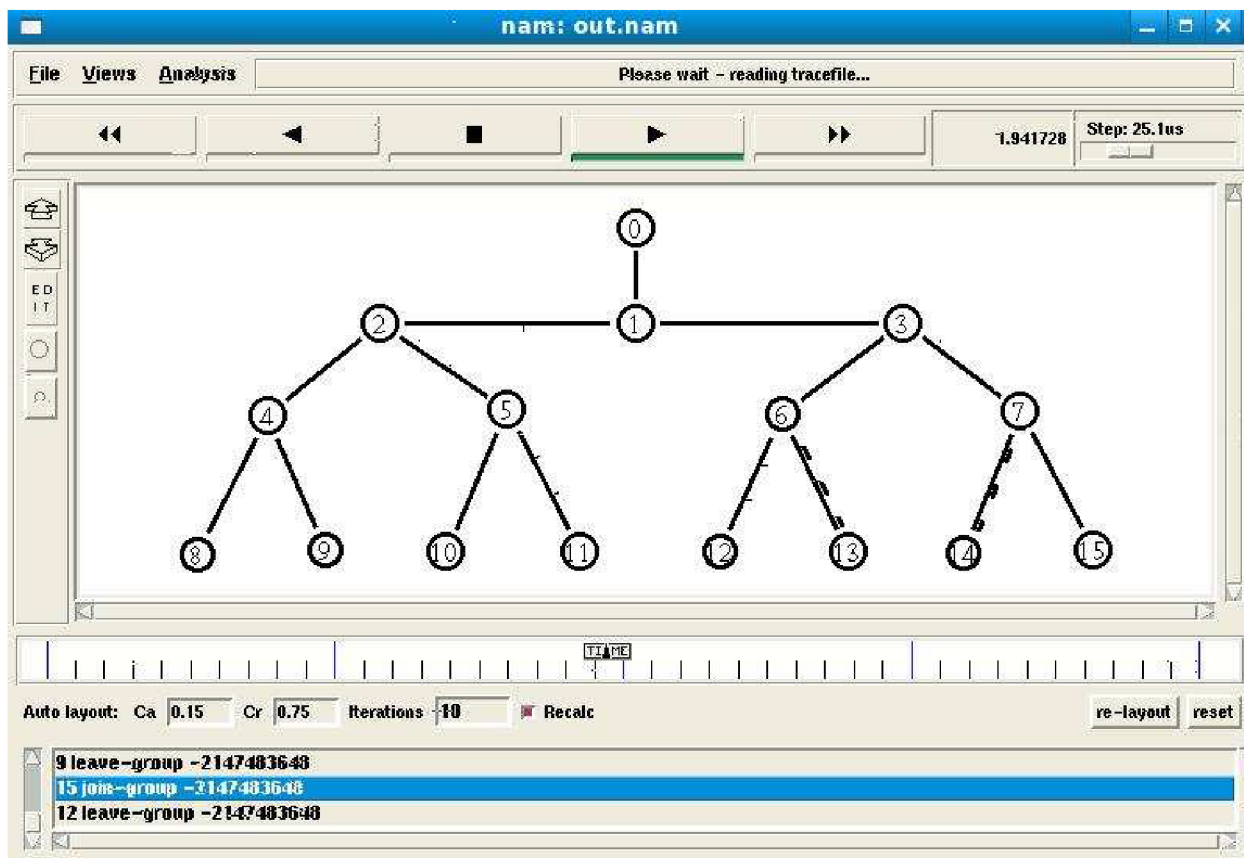 nam: out.nam
File Views Analysis Please wait - reading tracefile...
1.941728 Step: 25.1us
ED
IT
0
2 1 3
4 5 6 7
8 9 10 11 12 13 14 15
TIME
Auto layout: Ca 0.15 Cr 0.75 Iterations 10 Recalc re-layout reset
9 leave-group -2147483648
15 join-group -2147483648
12 leave-group -2147483648